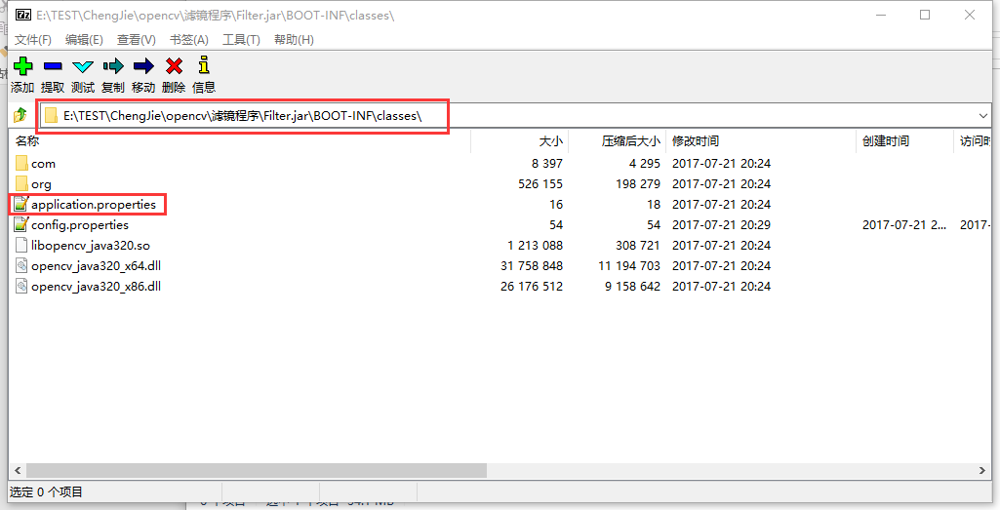 E:\TEST\ChengJie\opencv\滤镜程序\Filter.jar\BOOT-INF\classes\
文件(F) 编辑(E) 查看(V) 书签(A) 工具(T) 帮助(H)
添加 提取 测试 复制 移动 删除 信息
E:\TEST\ChengJie\opencv\滤镜程序\Filter.jar\BOOT-INF\classes\
名称 大小 压缩后大小 修改时间 创建时间 访问时
com 8 397 4 295 2017-07-21 20:24
org 526 155 198 279 2017-07-21 20:24
application.properties 16 18 2017-07-21 20:24
config.properties 54 54 2017-07-21 20:29 2017-07-21 2... 2017-
libopencv_java320.so 1 213 088 308 721 2017-07-21 20:24
opencv_java320_x64.dll 31 758 848 11 194 703 2017-07-21 20:24
opencv_java320_x86.dll 26 176 512 9 158 642 2017-07-21 20:24
选定 0 个项目